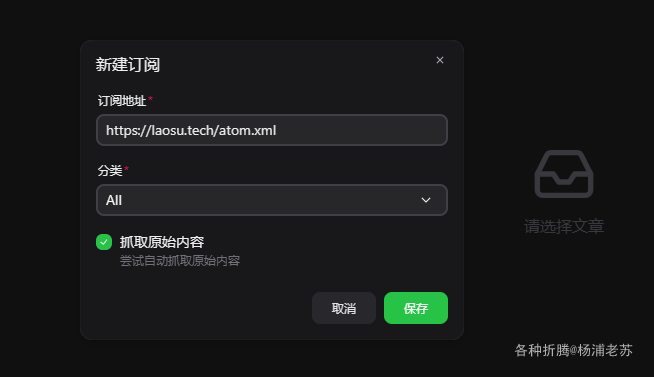 新建订阅
订阅地址*
https://laosu.tech/atom.xml
分类*
All
抓取原始内容
尝试自动抓取原始内容
取消
保存
请选择文章
各种折腾@杨浦老苏